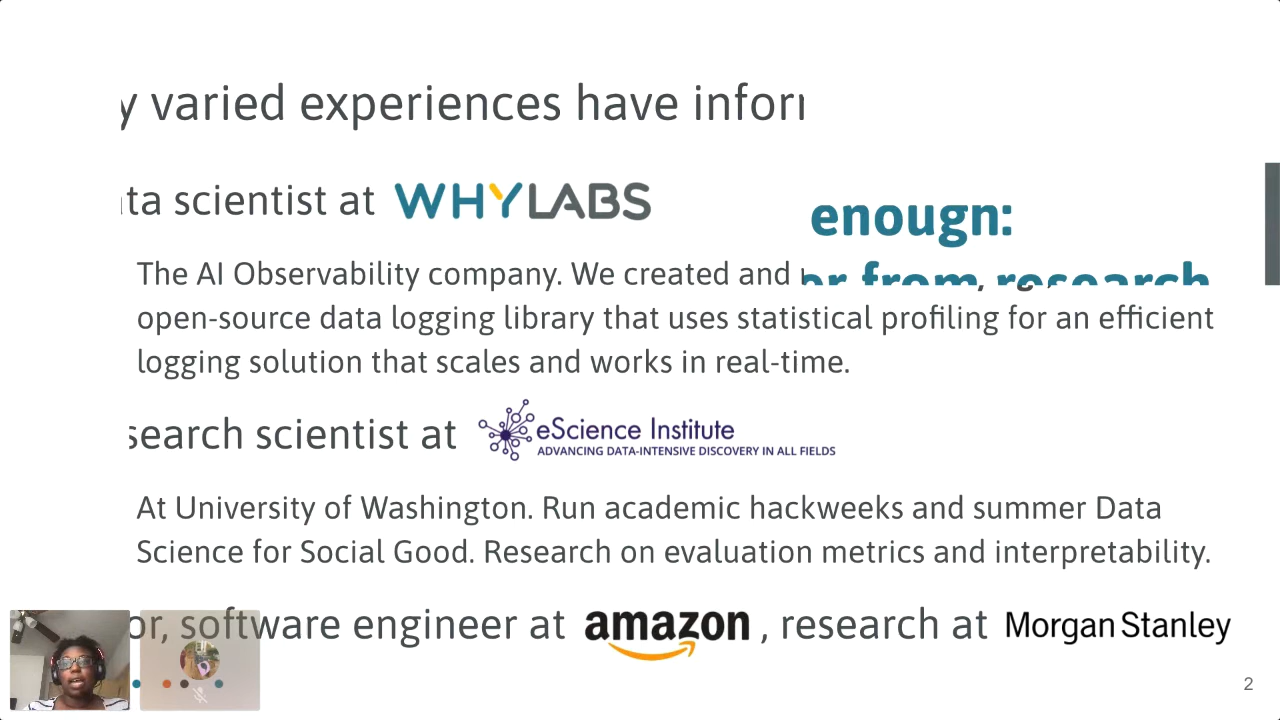 y varied experiences have infor
ta scientist at WHYLABS
enough:
The AI Observability company. We created and
or from, research
open-source data logging library that uses statistical profiling for an efficient
logging solution that scales and works in real-time.
search scientist at eScience Institute
ADVANCING DATA-INTENSIVE DISCOVERY IN ALL FIELDS
At University of Washington. Run academic hackweeks and summer Data
Science for Social Good. Research on evaluation metrics and interpretability.
or, software engineer at amazon, research at Morgan Stanley
2